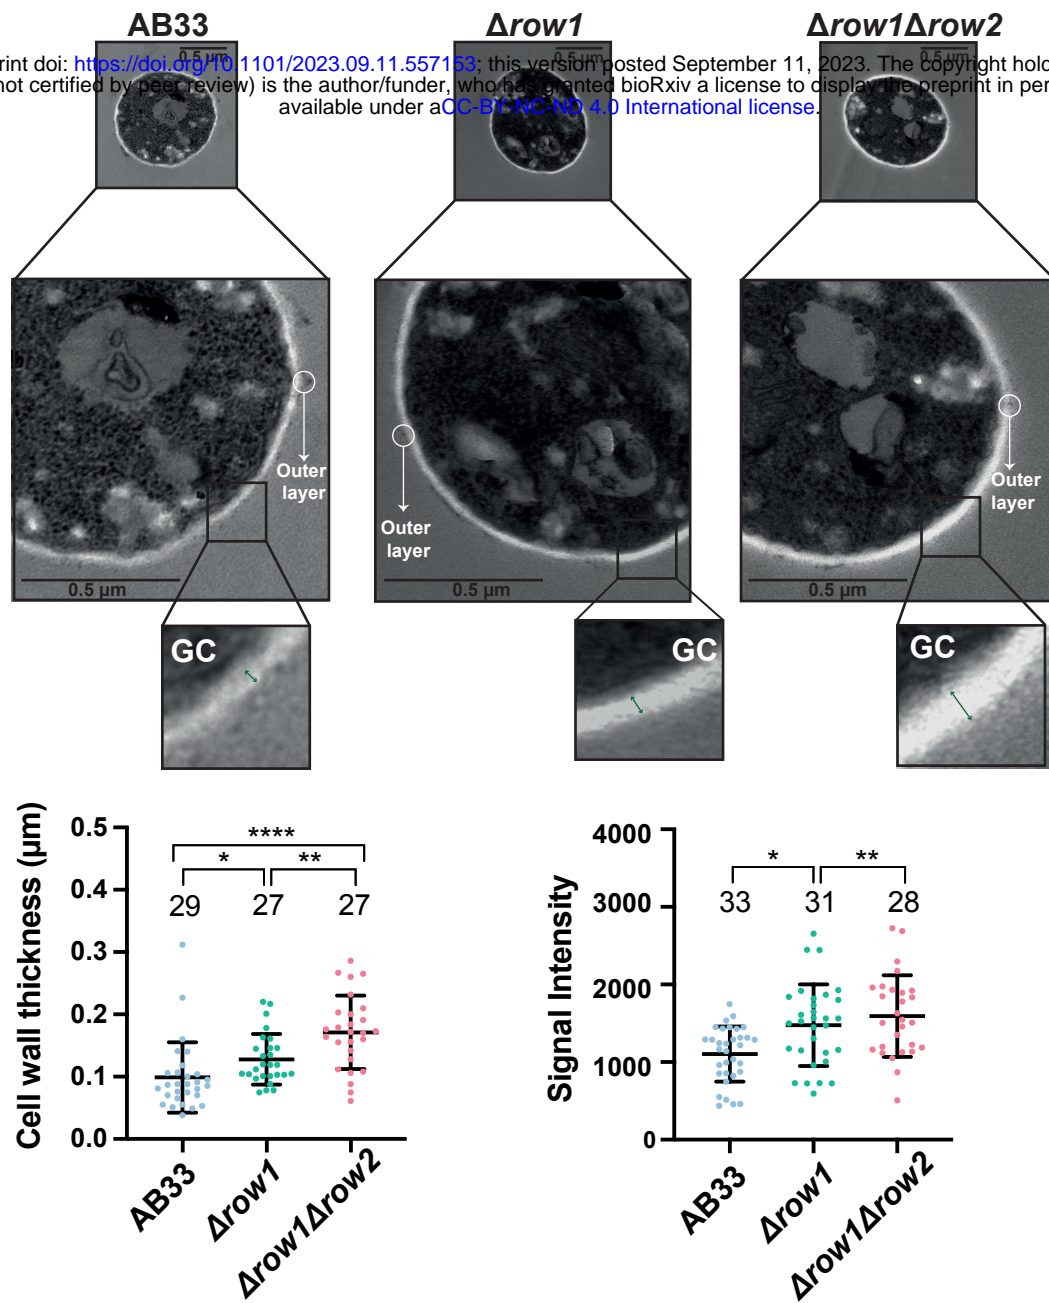 AB33 Δrow1 Δrow1Δrow2
0.5 µm 0.5 µm 0.5 µm
rint doi: https://doi.org/10.1101/2023.09.11.557153; this version posted September 11, 2023. The copyright hold
not certified by peer review) is the author/funder, who has granted bioRxiv a license to display the preprint in per
available under aCC-BY-NC-ND 4.0 International license.
Outer
layer
Outer
layer
Outer
layer
0.5 µm 0.5 µm 0.5 µm
GC GC GC
Cell wall thickness (µm)
0.5
0.4
0.3
0.2
0.1
0.0
****
* **
29 27 27
AB33 Δrow1 Δrow1Δrow2
Signal Intensity
4000
3000
2000
1000
0
* **
33 31 28
AB33 Δrow1 Δrow1Δrow2